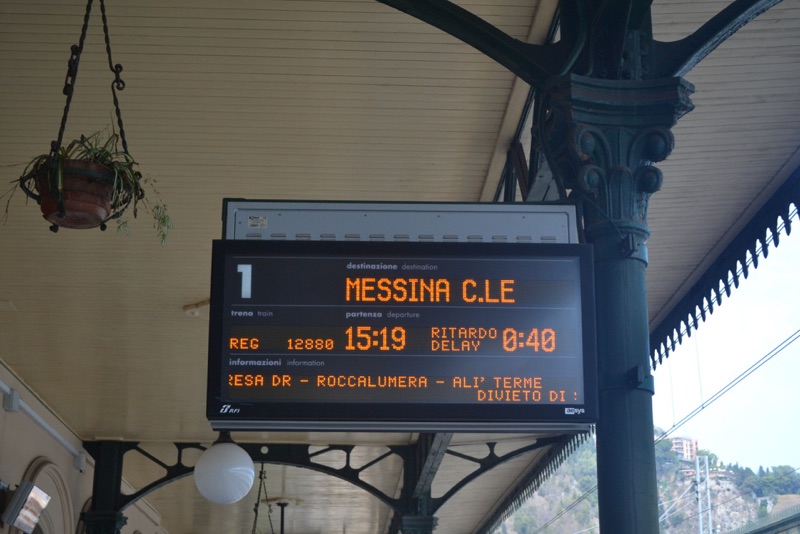 1
destinazione destination
MESSINA C.LE
treno train
partenza departure
REG 12880 15:19 RITARDO DELAY 0:40
informazioni information
RESA DR - ROCCALUMERA - ALI' TERME
DIVIETO DI :
RFI
aesys